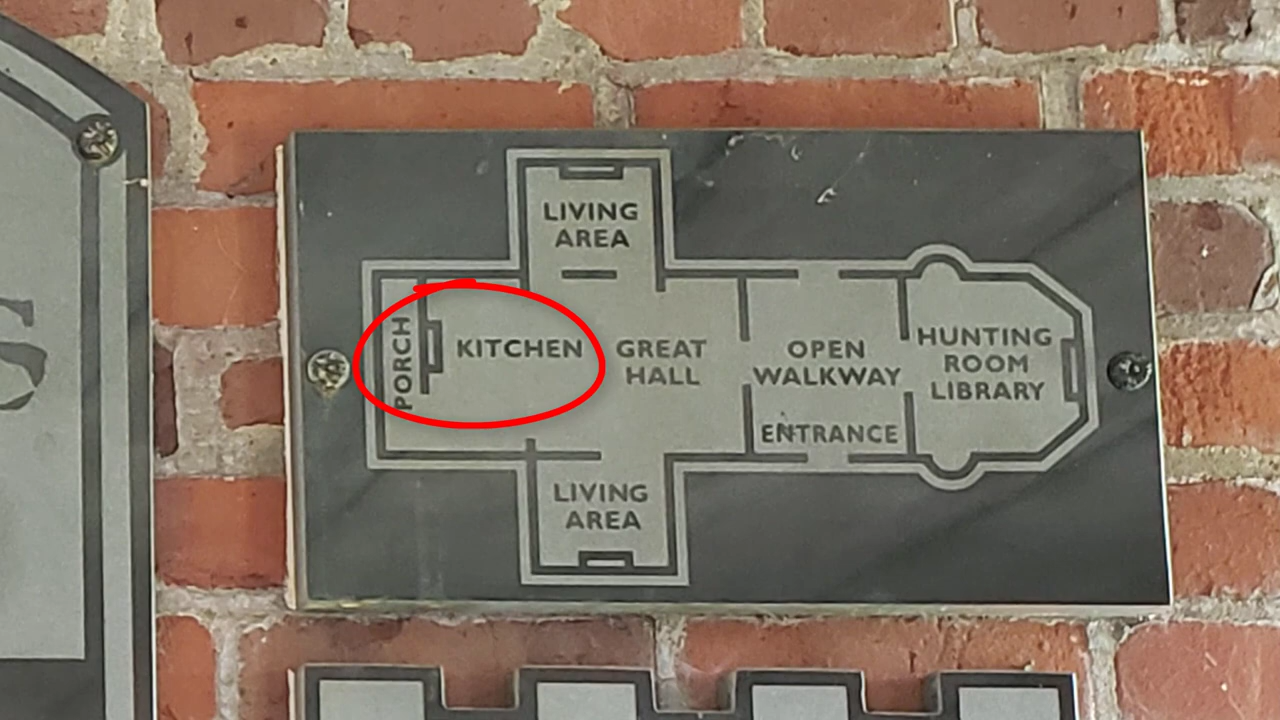 LIVING
AREA
PORCH
KITCHEN
GREAT
HALL
OPEN
WALKWAY
ENTRANCE
HUNTING
ROOM
LIBRARY
LIVING
AREA
S